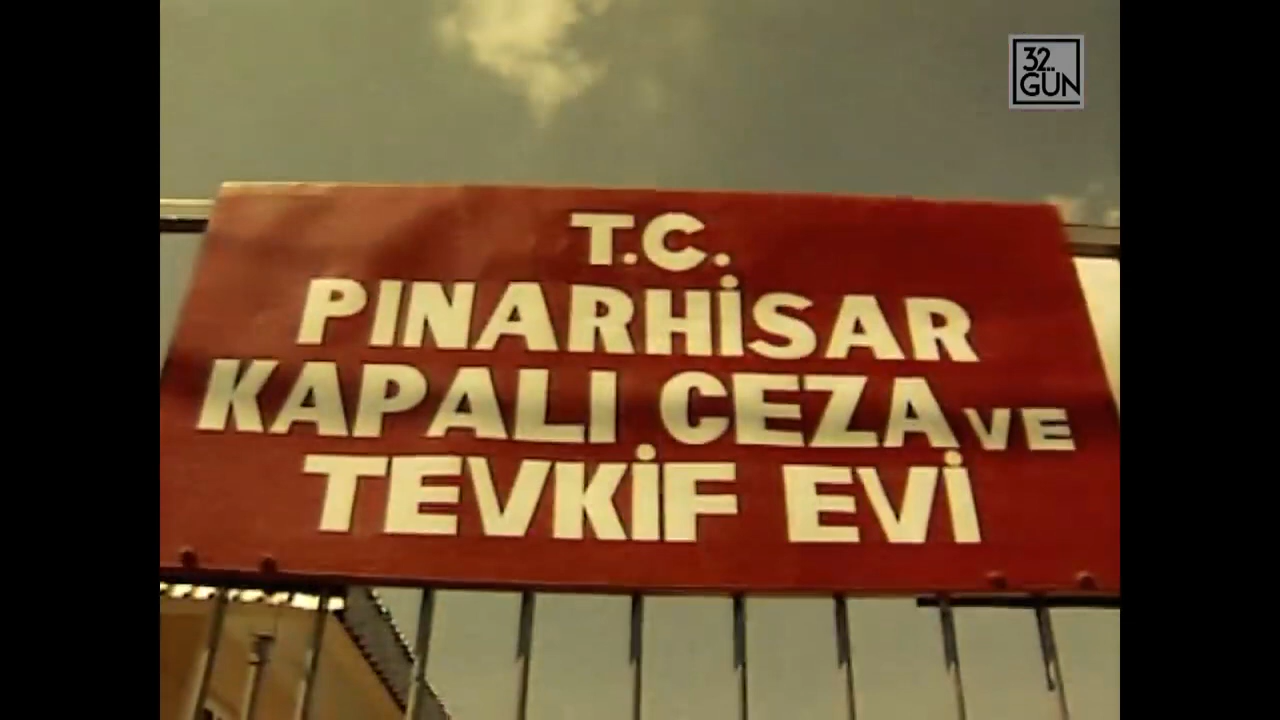 32.
GÜN
T.C.
PINARHİSAR
KAPALI CEZA VE
TEVKİF EVİ